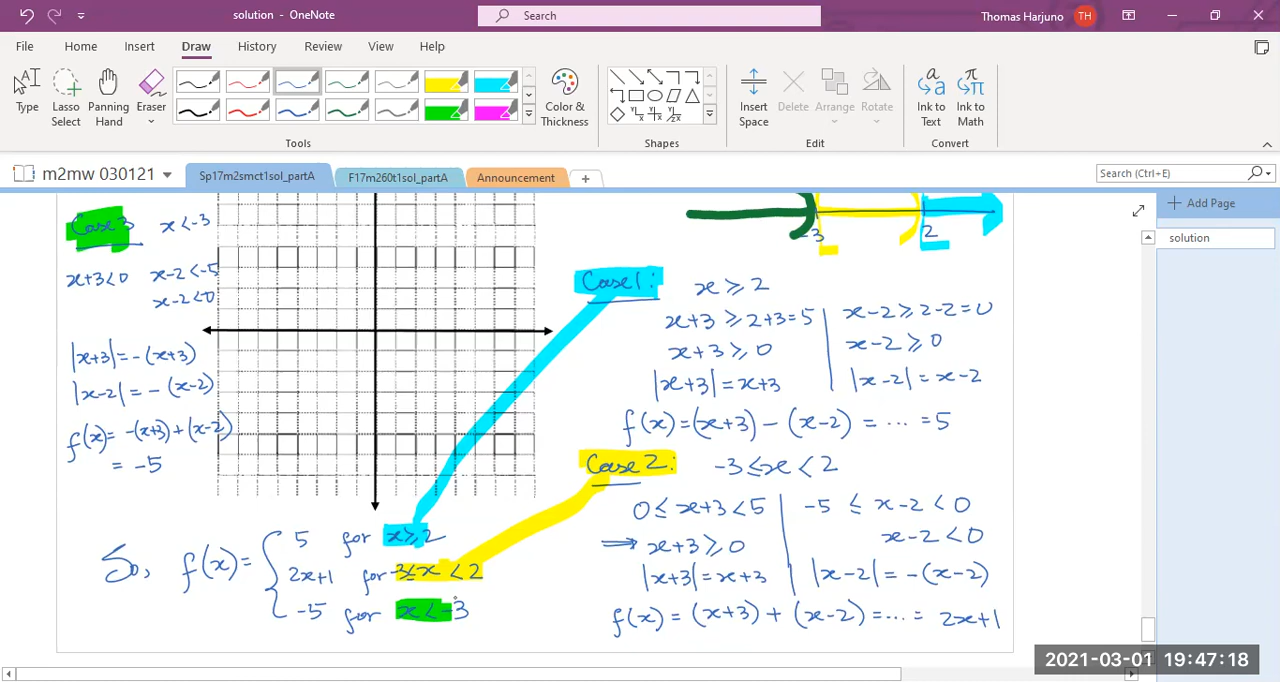 solution - OneNote
Search
Thomas Harjuno
TH
File Home Insert Draw View History Review View Help
Type
Lasso Select
Panning Hand
Eraser
Color & Thickness
Insert Space
Delete
Arrange
Rotate
Ink to Text
Ink to Math
Tools
Shapes
Edit
Convert
m2mw 030121
Sp17m2smct1sol_partA
F17m260t1sol_partA
Announcement
Search (Ctrl+E)
Add Page
solution
Case 3 x < -3
x+3<0 x-2 < -5
x-2 <0
|x+3| = -(x+3)
|x-2| = -(x-2)
f(x) = -(x+3) + (x-2)
= -5
-3 2
Case 1: x ≥ 2
x+3 ≥ 2+3 = 5 | x-2 ≥ 2-2 = 0
x+3 ≥ 0 x-2 ≥ 0
|x+3| = x+3 |x-2| = x-2
f(x) = (x+3) - (x-2) = ... = 5
Case 2: -3 ≤ x < 2
0 ≤ x+3 < 5 | -5 ≤ x-2 < 0
⇒ x+3 ≥ 0 x-2 < 0
|x+3| = x+3 |x-2| = -(x-2)
f(x) = (x+3) + (x-2) = ... = 2x+1
So, f(x) = { 5 for x ≥ 2
2x+1 for -3 ≤ x < 2
-5 for x < -3
2021-03-01 19:47:18